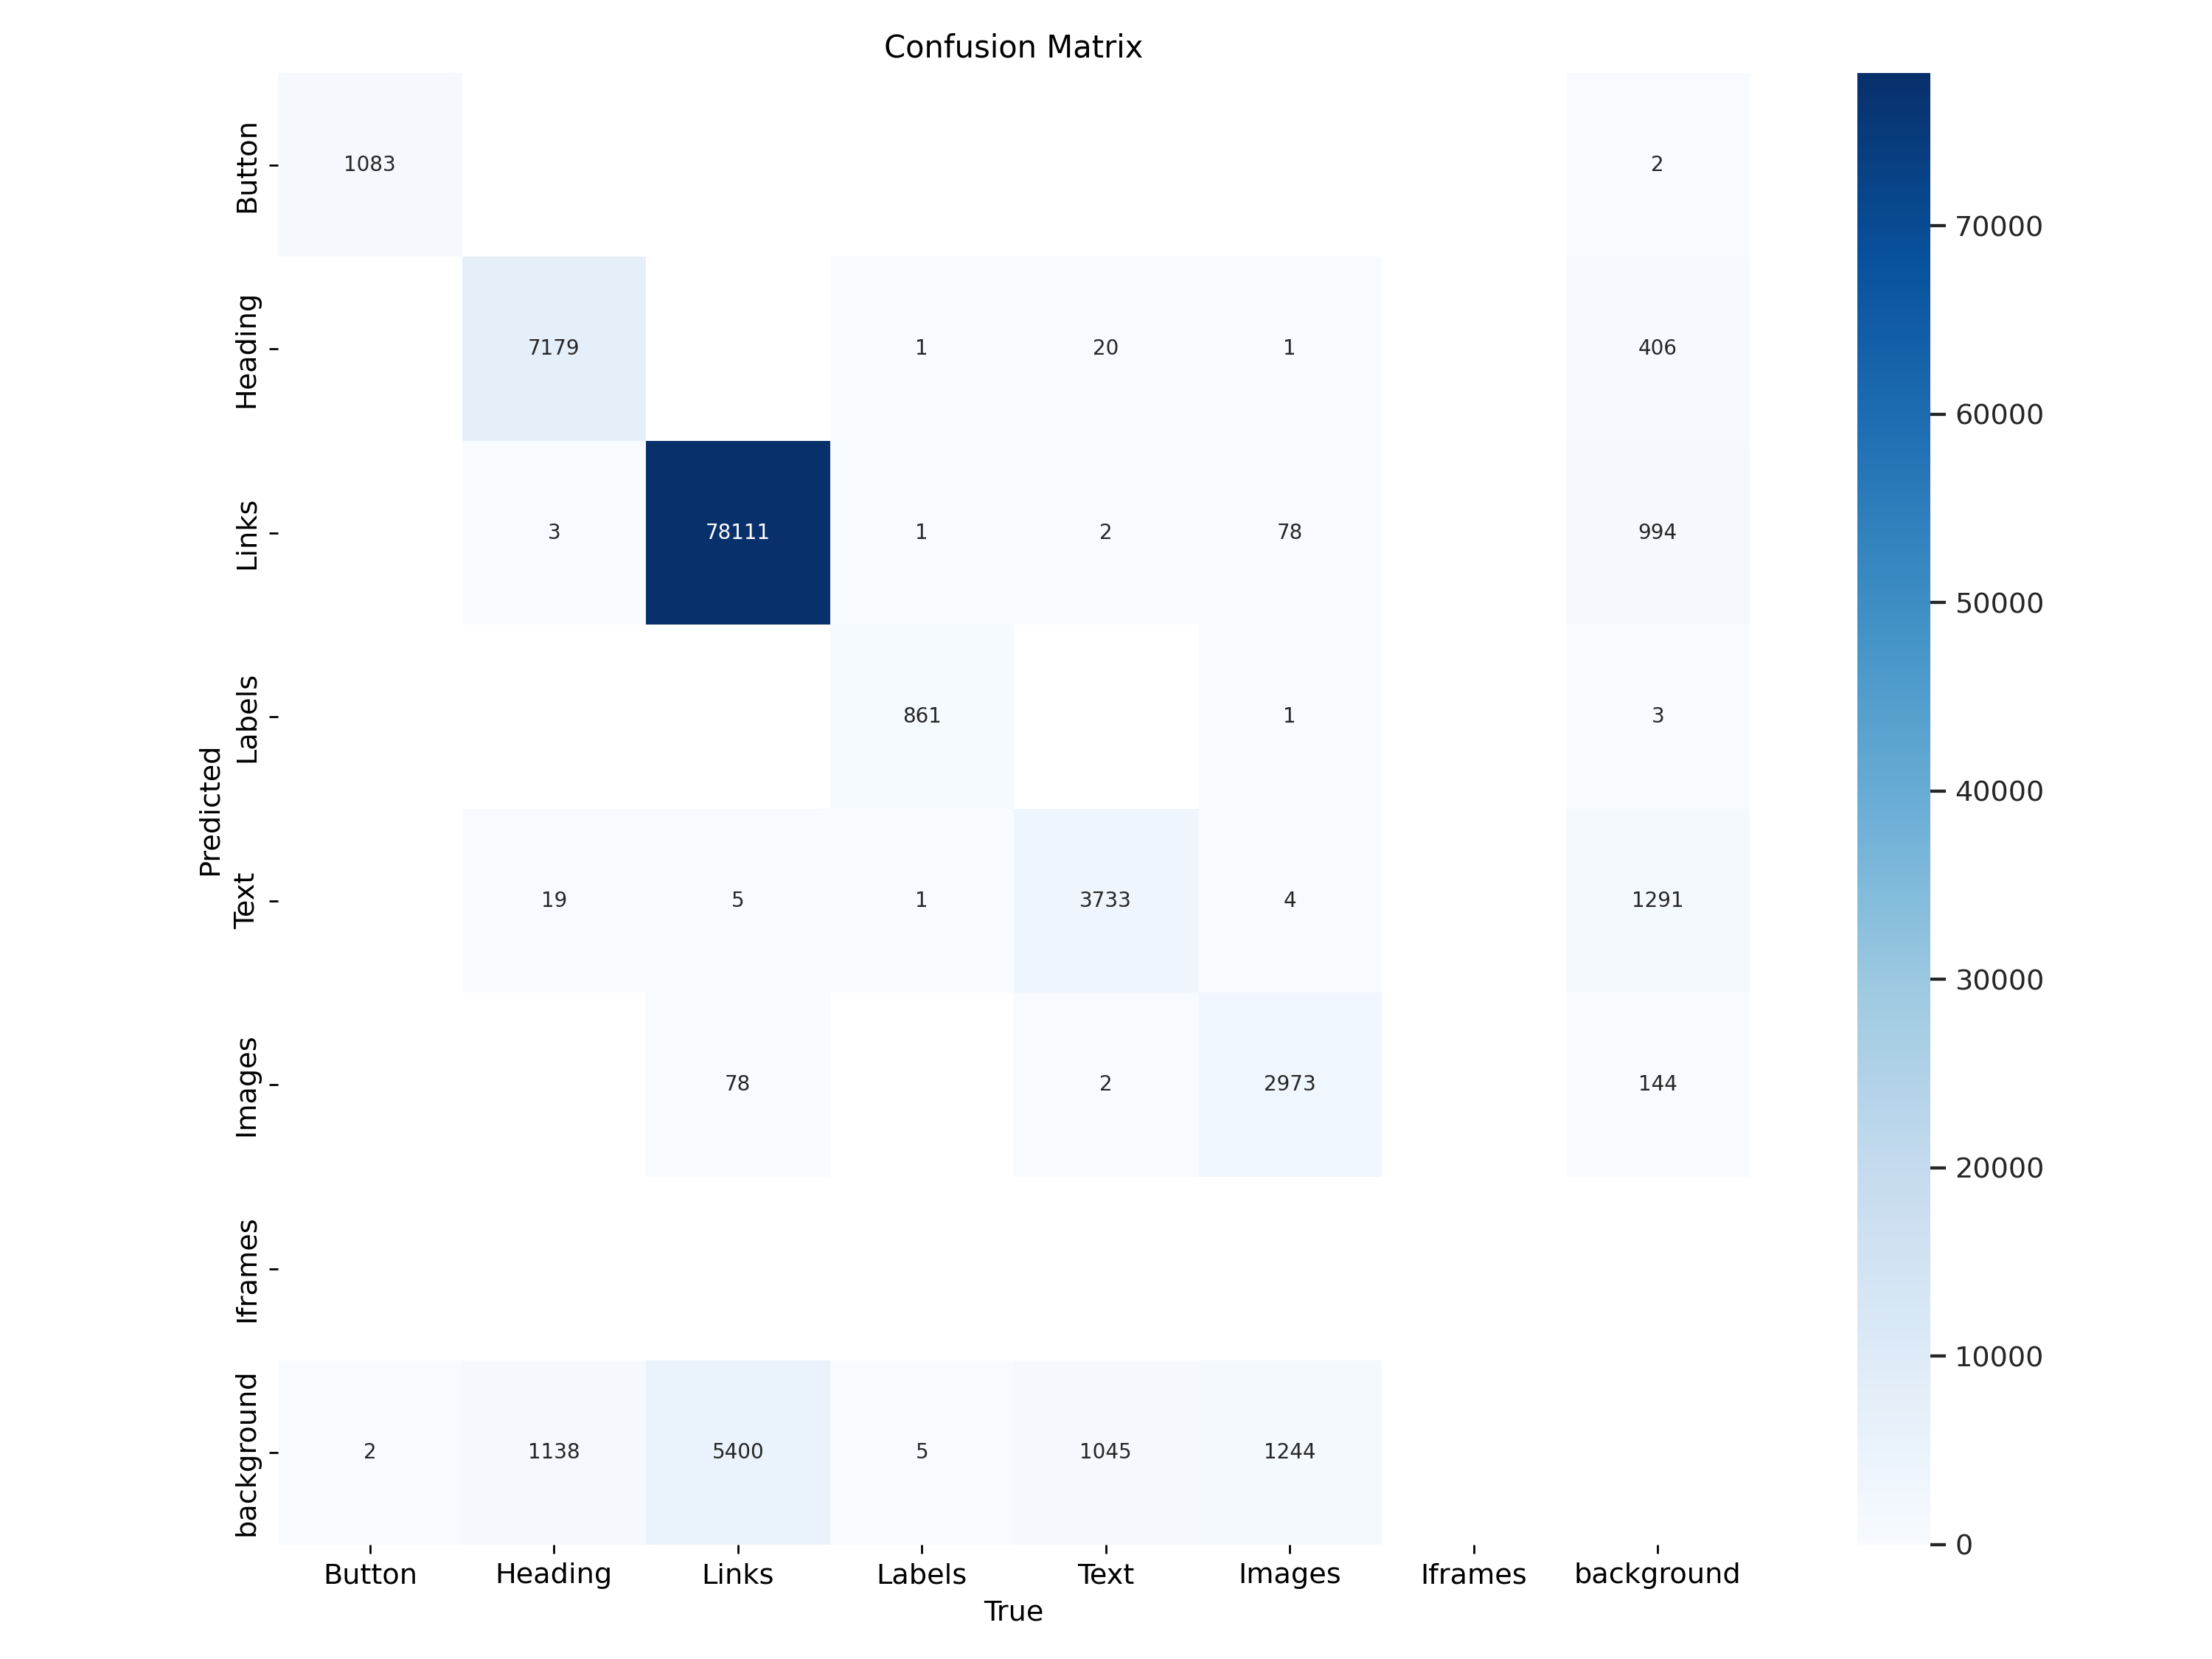 Confusion Matrix
Button 1083 2
70000
Heading 7179 1 20 1 406
60000
Links 3 78111 1 2 78 994
50000
Labels 861 1 3
40000
Predicted
Text 19 5 1 3733 4 1291
30000
Images 78 2 2973 144
20000
Iframes
10000
background 2 1138 5400 5 1045 1244
0
Button Heading Links Labels Text Images Iframes background
True